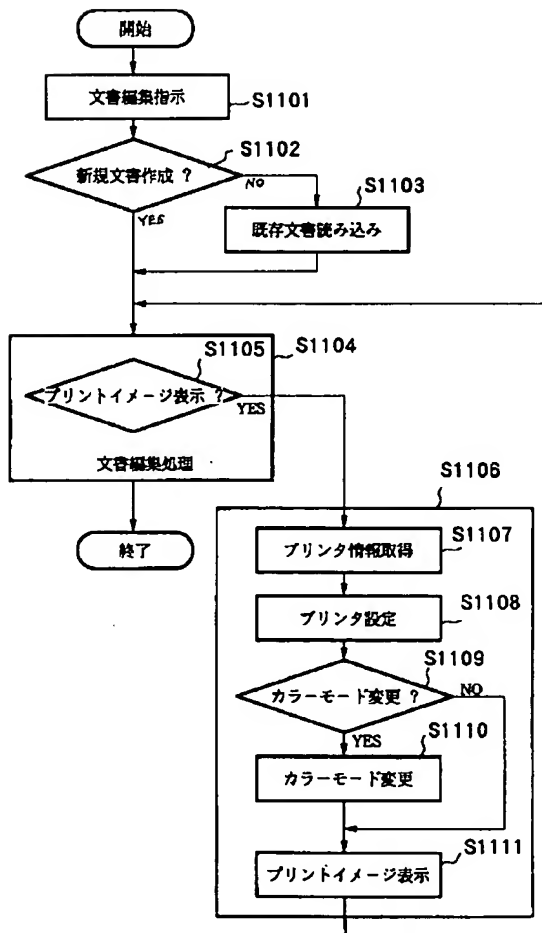 開始
文書編集指示
S1101
S1102
新規文書作成 ?
NO
YES
S1103
既存文書読み込み
S1105
S1104
プリントイメージ表示 ?
YES
文書編集処理
終了
S1106
プリンタ情報取得
S1107
プリンタ設定
S1108
S1109
カラーモード変更 ?
NO
YES
S1110
カラーモード変更
プリントイメージ表示
S1111